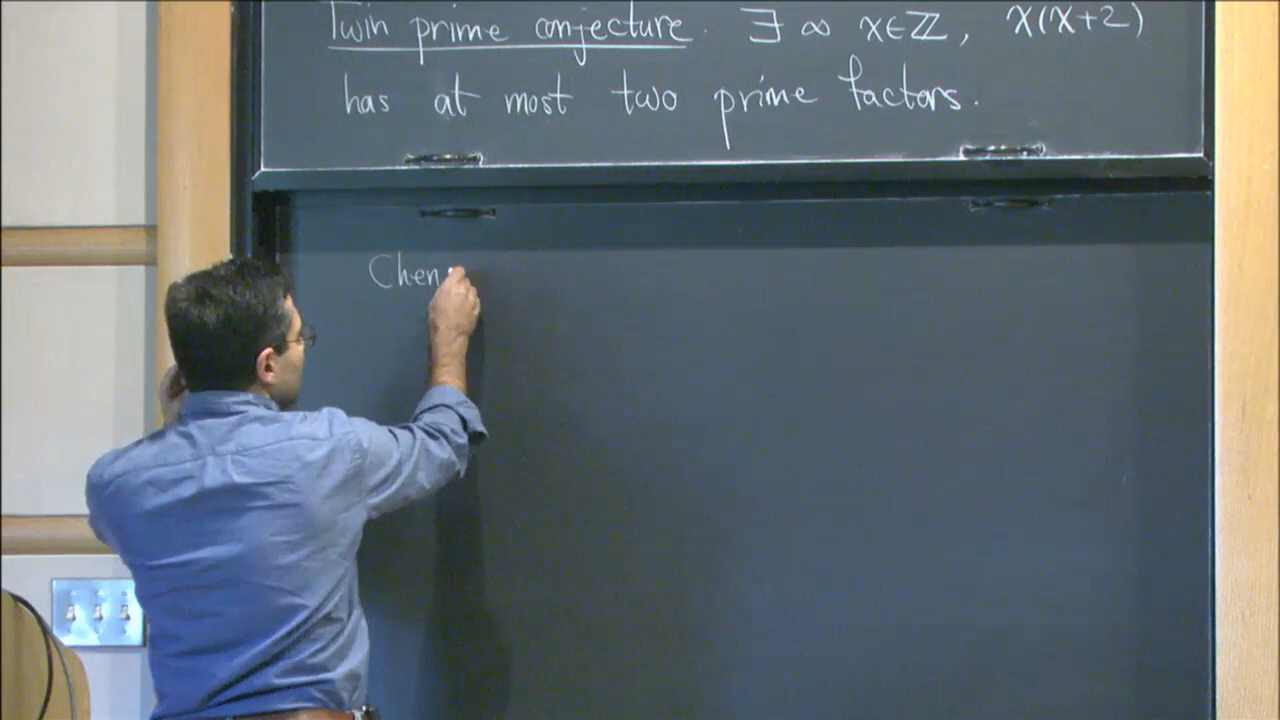 Twin prime conjecture. ∃ ∞ x∈ℤ, x(x+2)
has at most two prime factors.
Chen